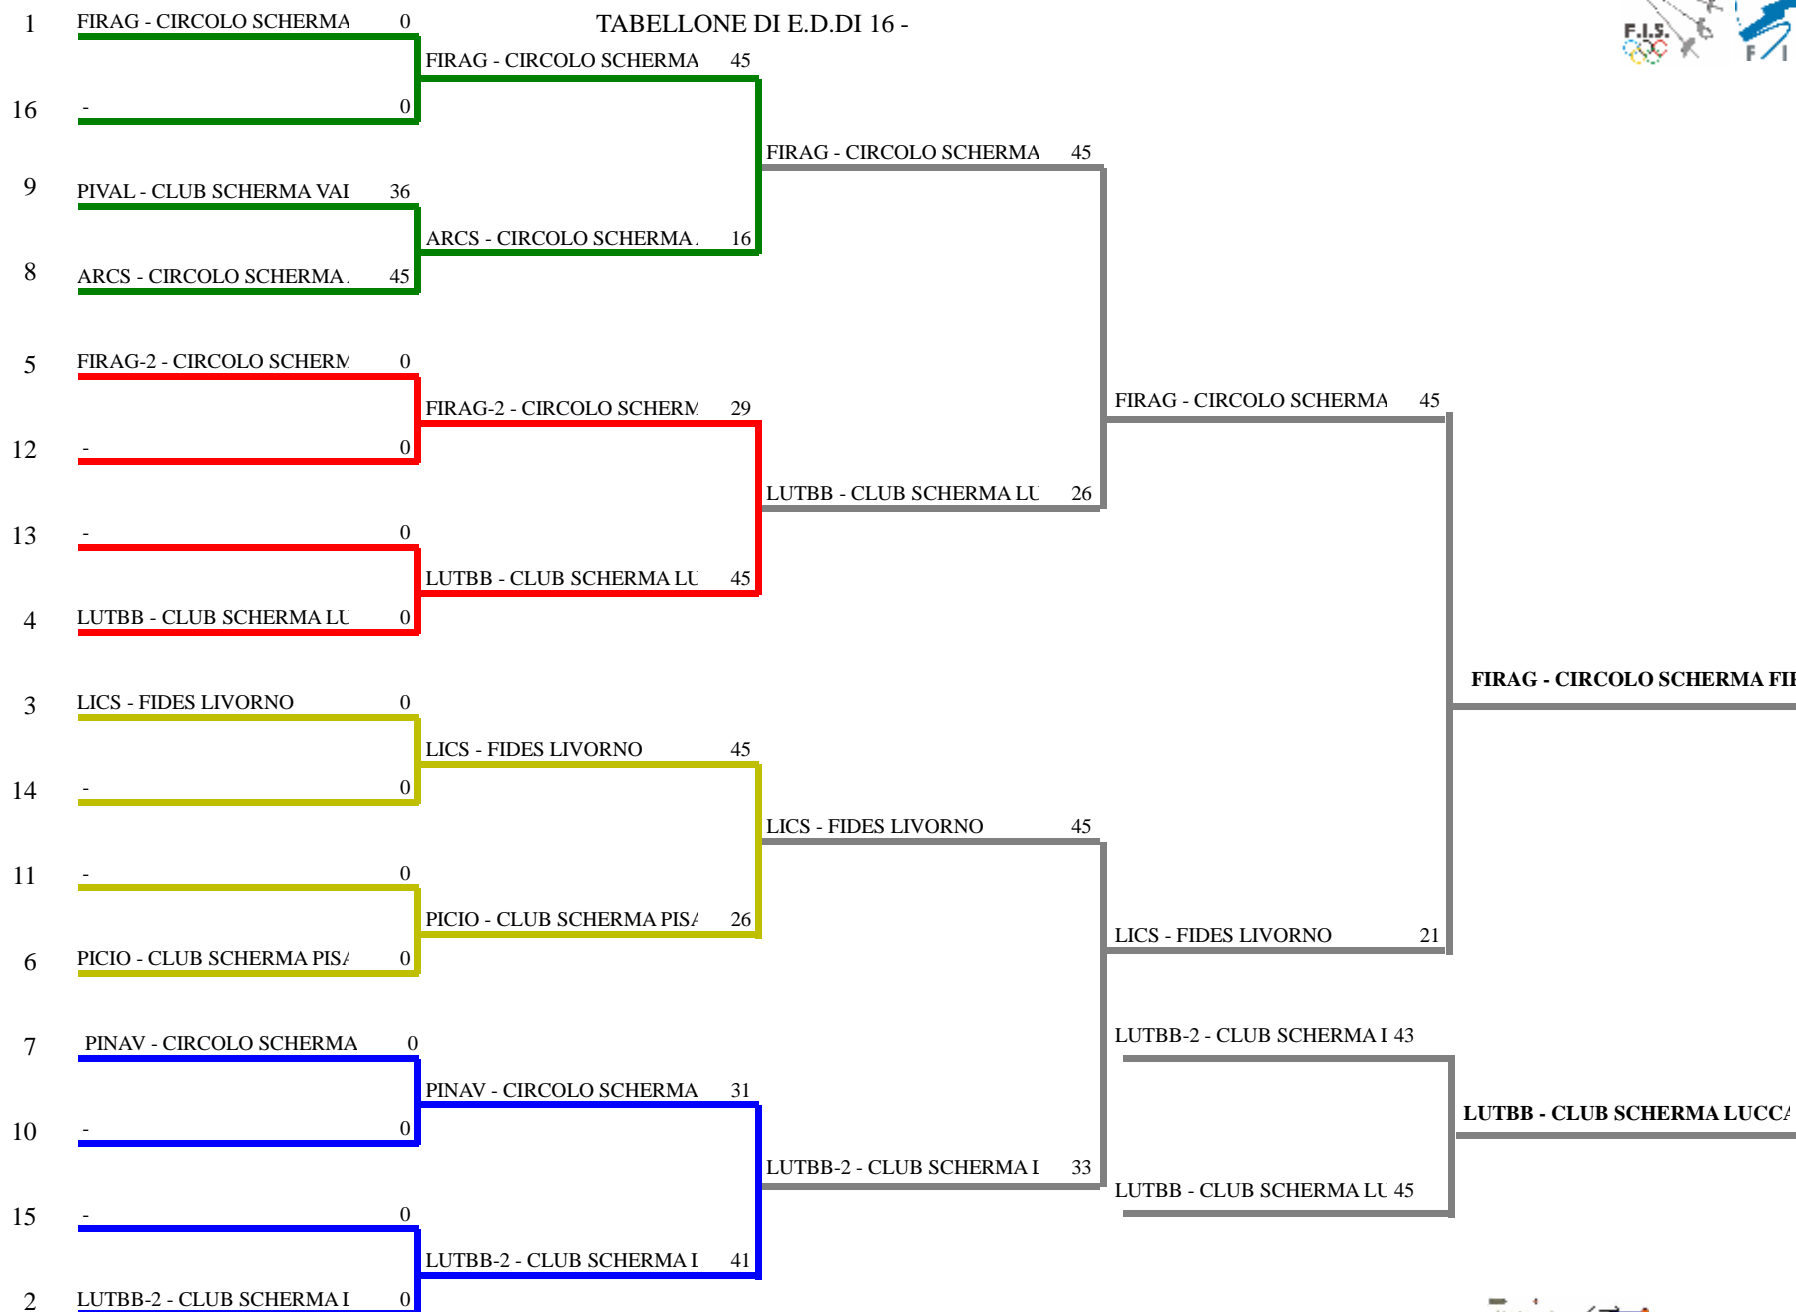 TABELLONE DI E.D.DI 16 -
F.I.S.
F I
1 FIRAG - CIRCOLO SCHERMA 0
FIRAG - CIRCOLO SCHERMA 45
16 - 0
FIRAG - CIRCOLO SCHERMA 45
9 PIVAL - CLUB SCHERMA VAL 36
ARCS - CIRCOLO SCHERMA 16
8 ARCS - CIRCOLO SCHERMA 45
5 FIRAG-2 - CIRCOLO SCHERM 0
FIRAG-2 - CIRCOLO SCHERM 29
FIRAG - CIRCOLO SCHERMA 45
12 - 0
LUTBB - CLUB SCHERMA LU 26
13 - 0
LUTBB - CLUB SCHERMA LU 45
4 LUTBB - CLUB SCHERMA LU 0
FIRAG - CIRCOLO SCHERMA FIR
3 LICS - FIDES LIVORNO 0
LICS - FIDES LIVORNO 45
14 - 0
LICS - FIDES LIVORNO 45
11 - 0
PICIO - CLUB SCHERMA PISA 26
LICS - FIDES LIVORNO 21
6 PICIO - CLUB SCHERMA PISA 0
LUTBB-2 - CLUB SCHERMA L 43
7 PINAV - CIRCOLO SCHERMA 0
PINAV - CIRCOLO SCHERMA 31
LUTBB - CLUB SCHERMA LUCCA
10 - 0
LUTBB-2 - CLUB SCHERMA L 33
LUTBB - CLUB SCHERMA LU 45
15 - 0
LUTBB-2 - CLUB SCHERMA L 41
2 LUTBB-2 - CLUB SCHERMA L 0